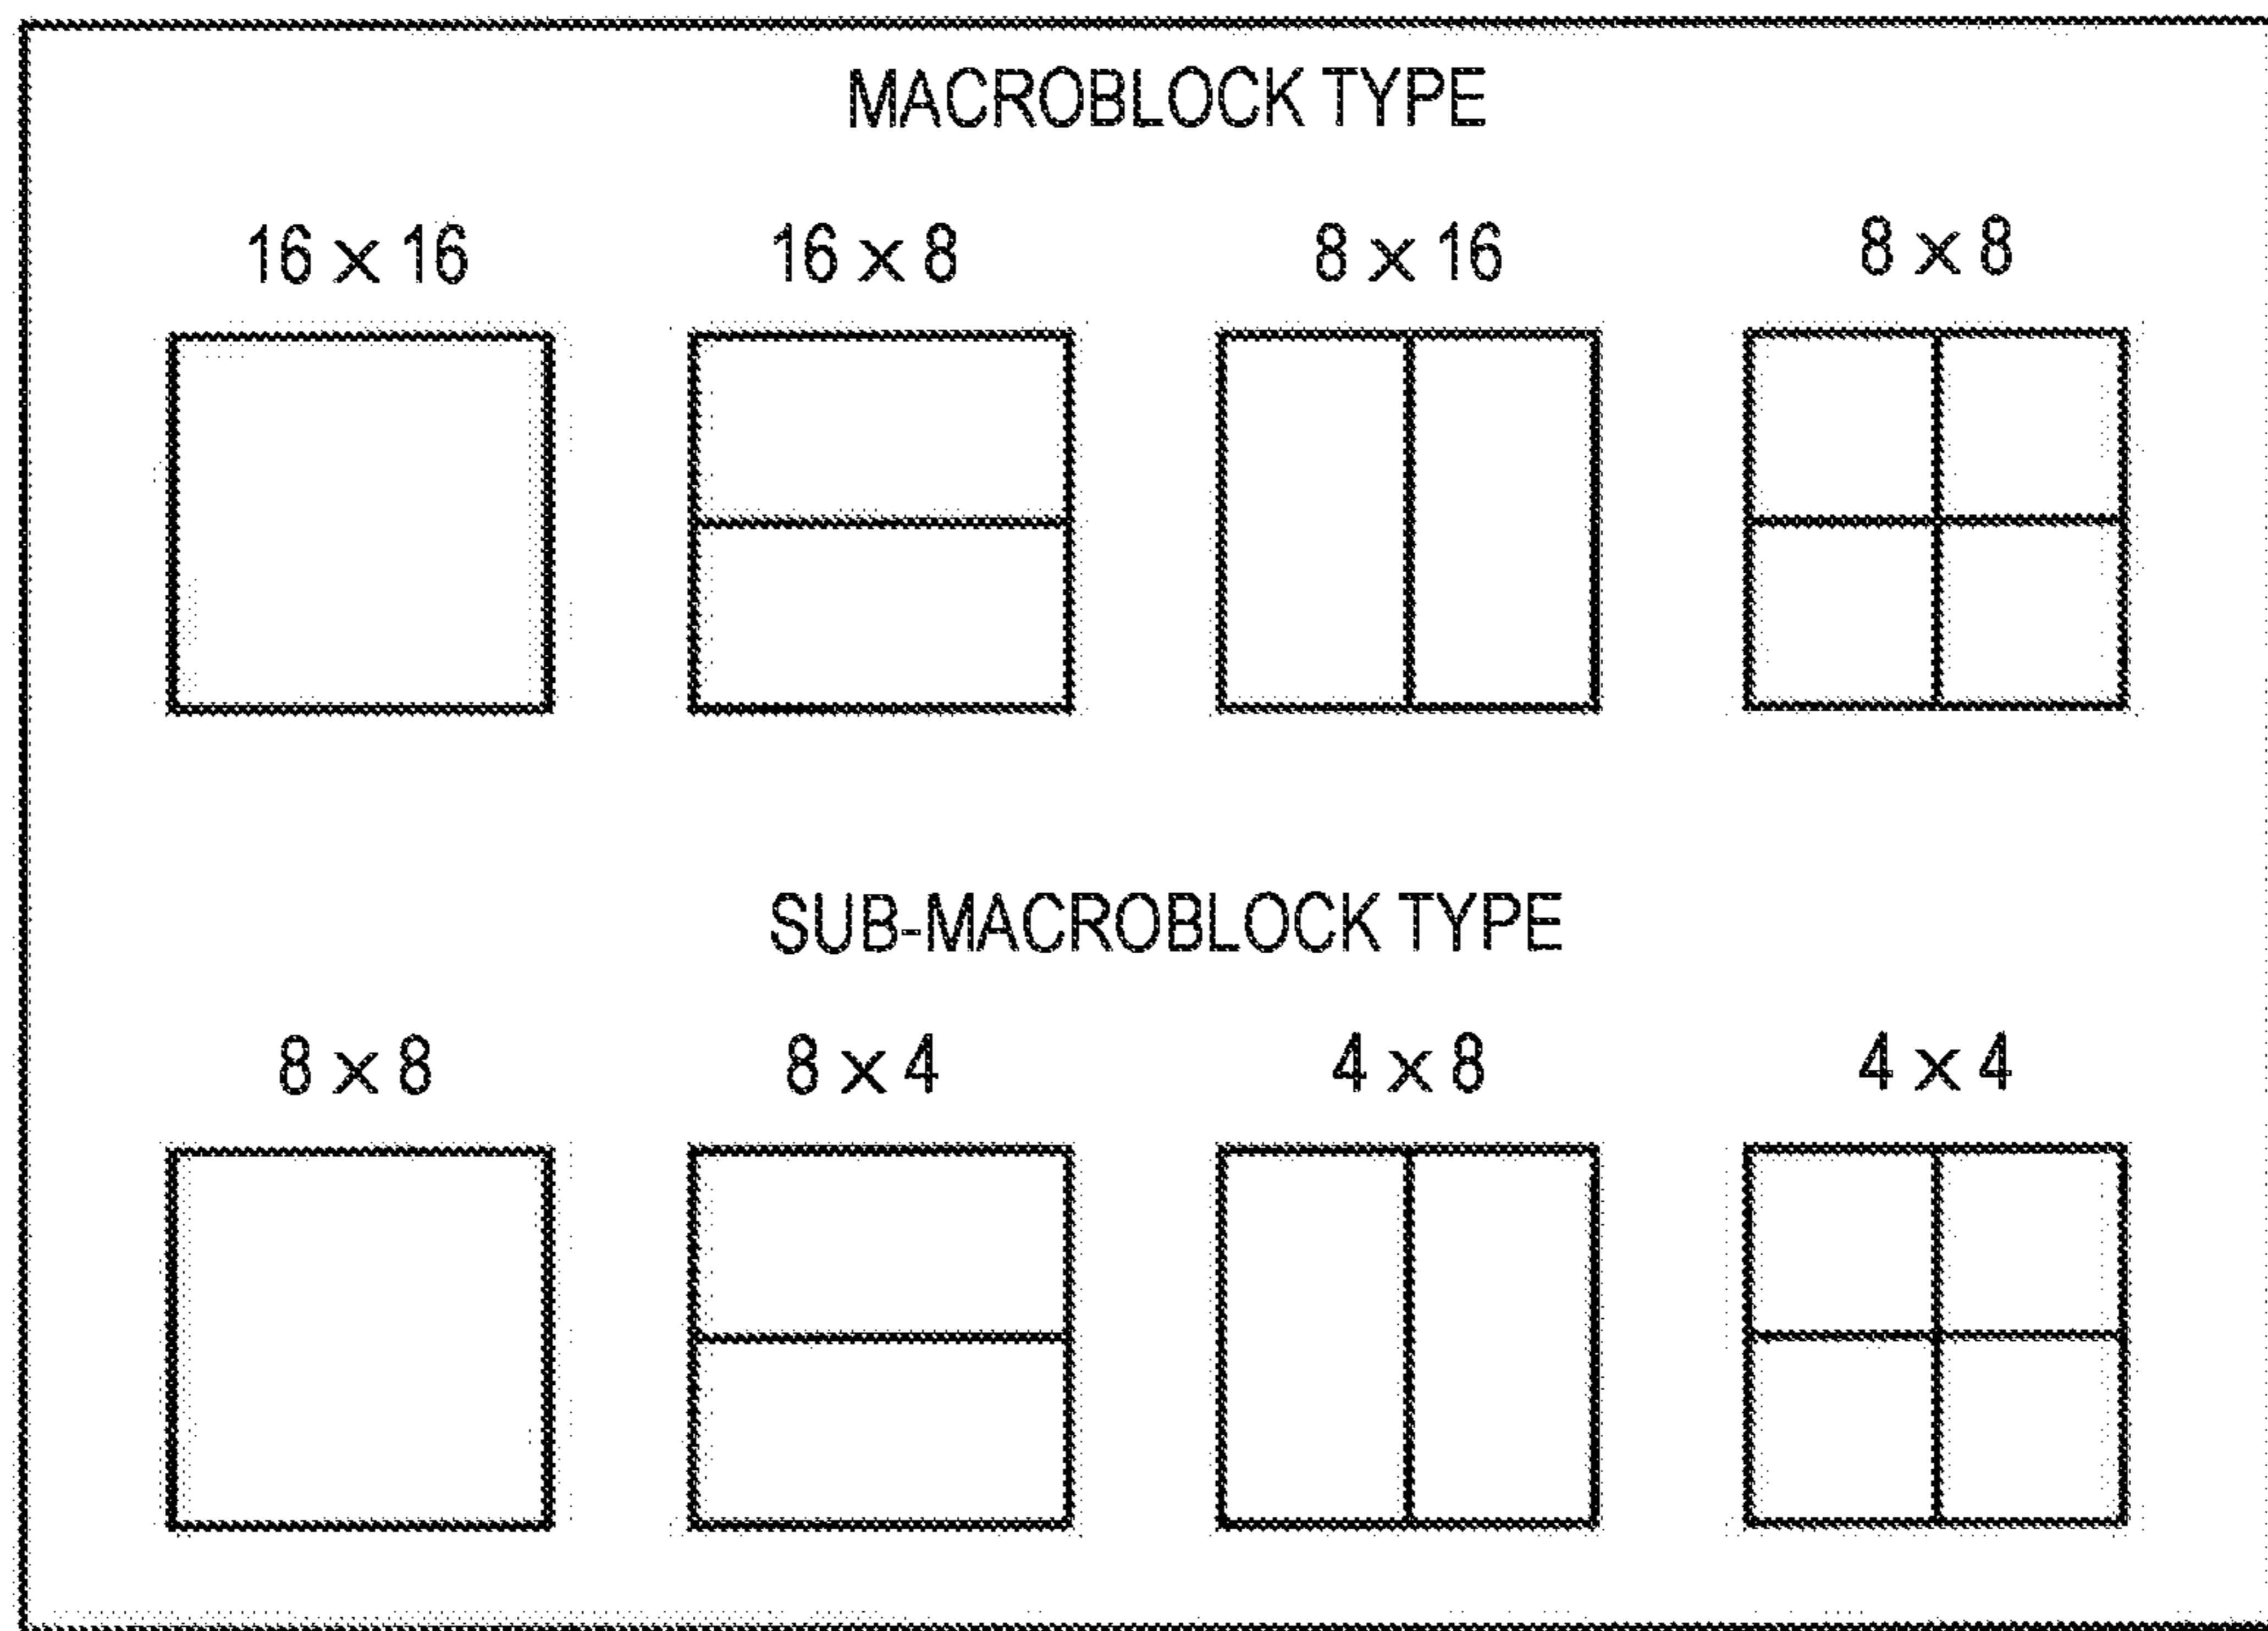 MACROBLOCK TYPE
16 x 16 16 x 8 8 x 16 8 x 8
SUB-MACROBLOCK TYPE
8 x 8 8 x 4 4 x 8 4 x 4